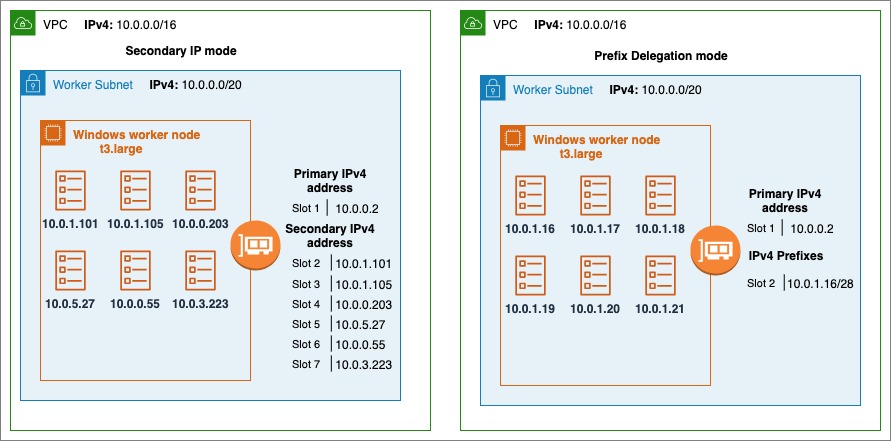 VPC IPv4: 10.0.0.0/16
Secondary IP mode
Worker Subnet IPv4: 10.0.0.0/20
Windows worker node
t3.large
10.0.1.101 10.0.1.105 10.0.0.203
10.0.5.27 10.0.0.55 10.0.3.223
Primary IPv4
address
Slot 1 10.0.0.2
Secondary IPv4
address
Slot 2 10.0.1.101
Slot 3 10.0.1.105
Slot 4 10.0.0.203
Slot 5 10.0.5.27
Slot 6 10.0.0.55
Slot 7 10.0.3.223
VPC IPv4: 10.0.0.0/16
Prefix Delegation mode
Worker Subnet IPv4: 10.0.0.0/20
Windows worker node
t3.large
10.0.1.16 10.0.1.17 10.0.1.18
10.0.1.19 10.0.1.20 10.0.1.21
Primary IPv4
address
Slot 1 10.0.0.2
IPv4 Prefixes
Slot 2 10.0.1.16/28